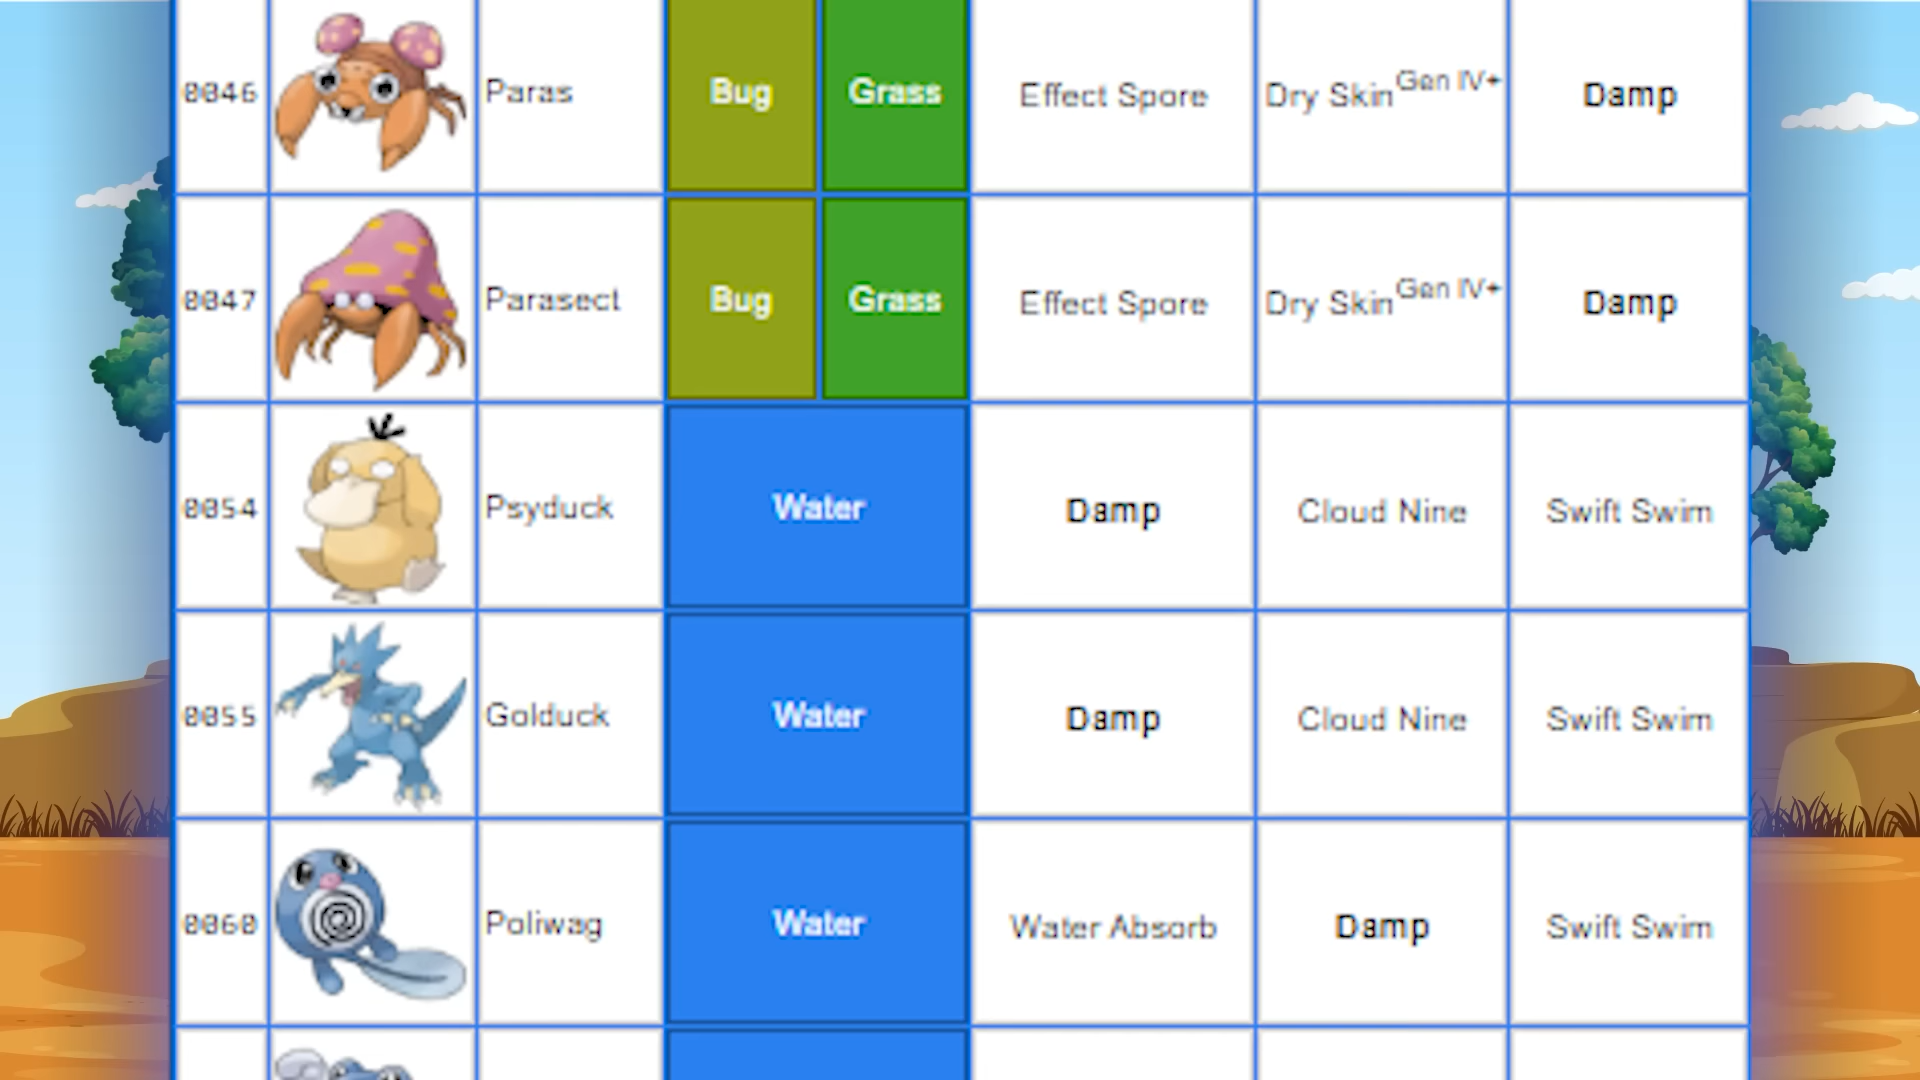 0046 Paras Bug Grass Effect Spore Dry Skin Gen IV+ Damp
0047 Parasect Bug Grass Effect Spore Dry Skin Gen IV+ Damp
0054 Psyduck Water Damp Cloud Nine Swift Swim
0055 Golduck Water Damp Cloud Nine Swift Swim
0060 Poliwag Water Water Absorb Damp Swift Swim